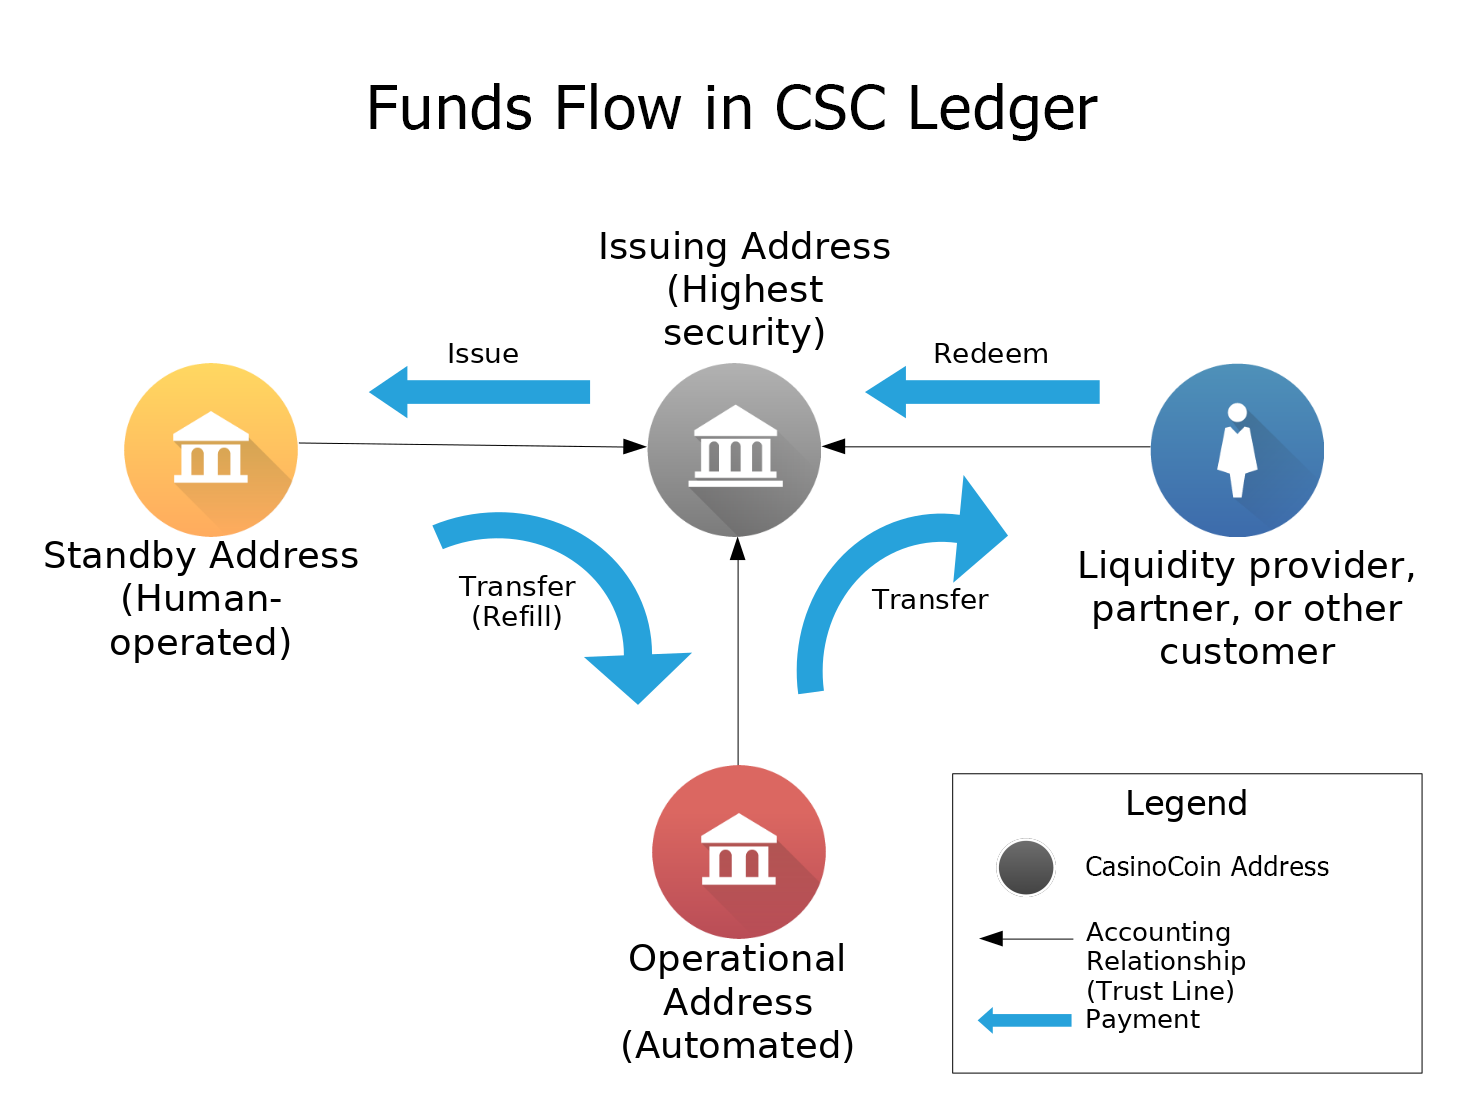 Funds Flow in CSC Ledger
Issuing Address
(Highest
security)
Issue
Redeem
Standby Address
(Human-
operated)
Transfer
(Refill)
Transfer
Liquidity provider,
partner, or other
customer
Operational
Address
(Automated)
Legend
CasinoCoin Address
Accounting
Relationship
(Trust Line)
Payment